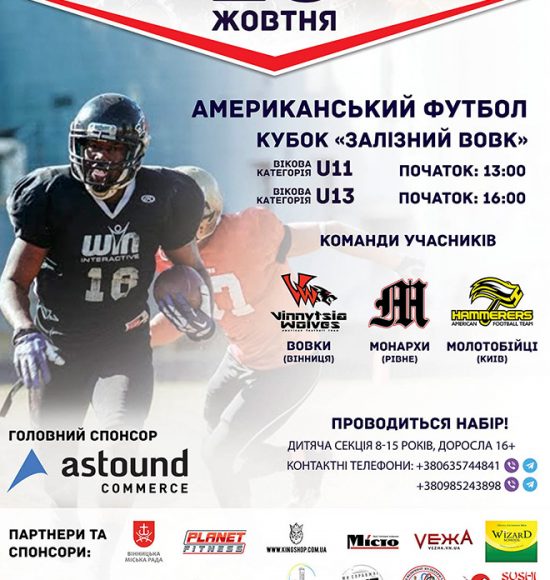 ЖОВТНЯ
АМЕРИКАНСЬКИЙ ФУТБОЛ
КУБОК «ЗАЛІЗНИЙ ВОВК»
ВІКОВА КАТЕГОРІЯ U11 ПОЧАТОК: 13:00
ВІКОВА КАТЕГОРІЯ U13 ПОЧАТОК: 16:00
КОМАНДИ УЧАСНИКІВ
WIN
INTERACTIVE
16
Vinnytsia
Wolves
M
HAMMERERS
AMERICAN FOOTBALL TEAM
ВОВКИ
(ВІННИЦЯ)
МОНАРХИ
(РІВНЕ)
МОЛОТОБІЙЦІ
(КИЇВ)
ПРОВОДИТЬСЯ НАБІР!
ДИТЯЧА СЕКЦІЯ 8-15 РОКІВ, ДОРОСЛА 16+
КОНТАКТНІ ТЕЛЕФОНИ: +380635744841
+380985243898
ГОЛОВНИЙ СПОНСОР
astound
COMMERCE
ПАРТНЕРИ ТА
СПОНСОРИ:
ВІННИЦЬКА
МІСЬКА РАДА
PLANET
FITNESS
WWW.KINGSHOP.COM.UA
Місто
VЕЖА
VEZHA.VN.UA
WIZARD
SCHOOL
SUSHI